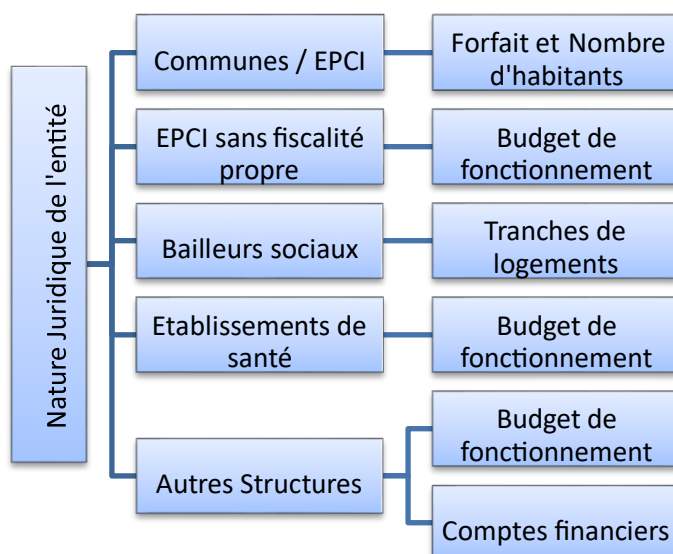 Nature Juridique de l'entité
Communes / EPCI
Forfait et Nombre
d'habitants
EPCI sans fiscalité
propre
Budget de
fonctionnement
Bailleurs sociaux
Tranches de
logements
Etablissements de
santé
Budget de
fonctionnement
Autres Structures
Budget de
fonctionnement
Comptes financiers